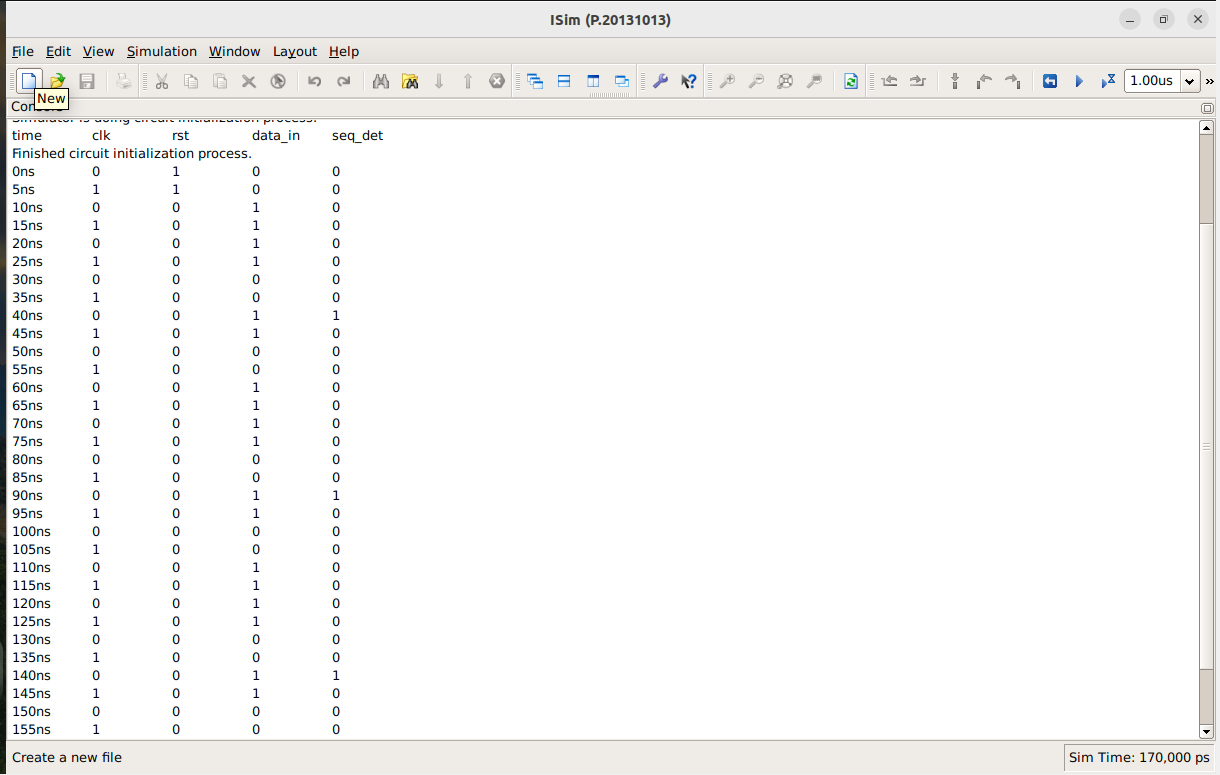 ISim (P.20131013)
File Edit View Simulation Window Layout Help
1.00us »
New
Simulator is doing circuit initialization process.
time clk rst data_in seq_det
Finished circuit initialization process.
0ns 0 1 0 0
5ns 1 1 0 0
10ns 0 0 1 0
15ns 1 0 1 0
20ns 0 0 1 0
25ns 1 0 1 0
30ns 0 0 0 0
35ns 1 0 0 0
40ns 0 0 1 1
45ns 1 0 1 0
50ns 0 0 0 0
55ns 1 0 0 0
60ns 0 0 1 0
65ns 1 0 1 0
70ns 0 0 1 0
75ns 1 0 1 0
80ns 0 0 0 0
85ns 1 0 0 0
90ns 0 0 1 1
95ns 1 0 1 0
100ns 0 0 0 0
105ns 1 0 0 0
110ns 0 0 1 0
115ns 1 0 1 0
120ns 0 0 1 0
125ns 1 0 1 0
130ns 0 0 0 0
135ns 1 0 0 0
140ns 0 0 1 1
145ns 1 0 1 0
150ns 0 0 0 0
155ns 1 0 0 0
Create a new file Sim Time: 170,000 ps